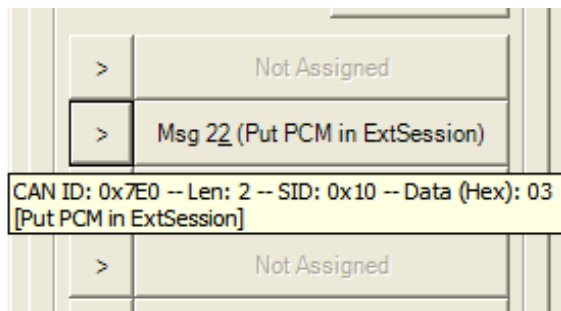 > Not Assigned
> Msg 22 (Put PCM in ExtSession)
CAN ID: 0x7E0 -- Len: 2 -- SID: 0x10 -- Data (Hex): 03
[Put PCM in ExtSession]
> Not Assigned